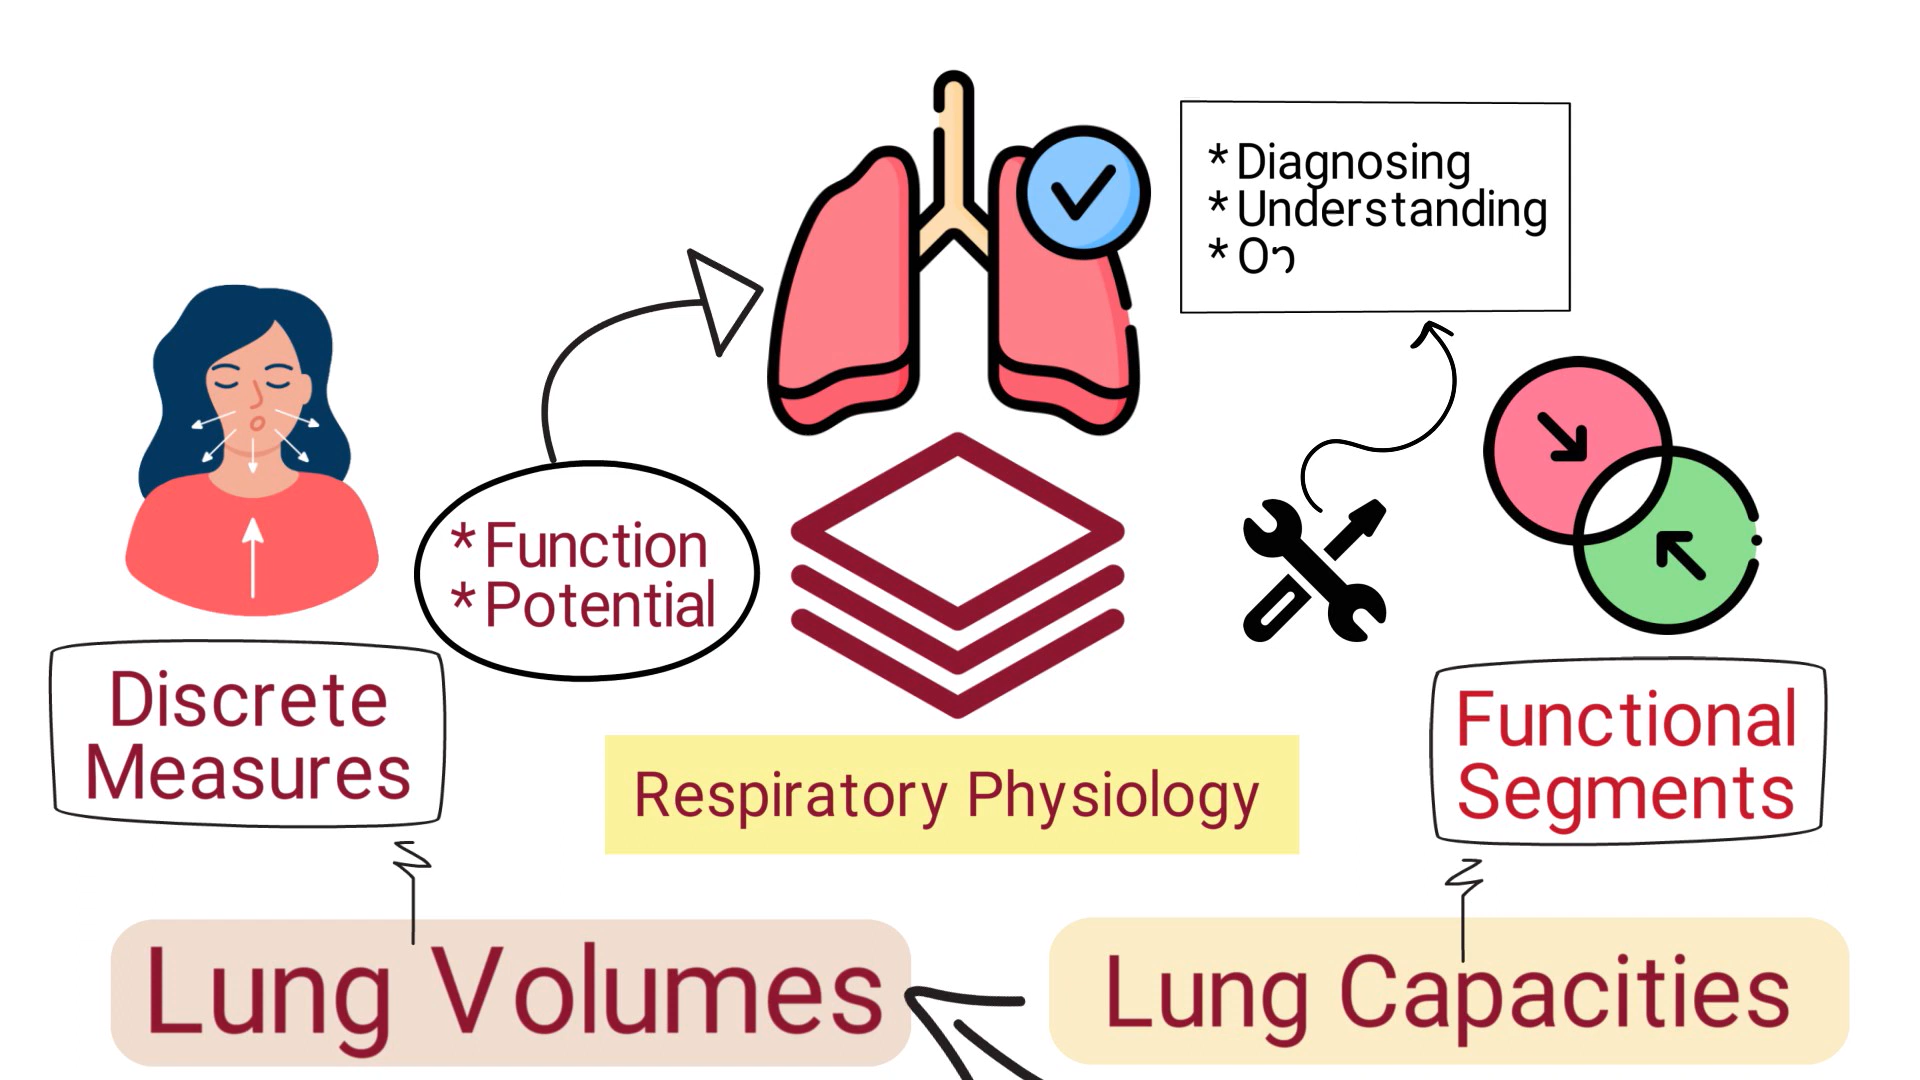 * Diagnosing
* Understanding
* Function
* Potential
Discrete
Measures
Functional
Segments
Respiratory Physiology
Lung Volumes
Lung Capacities